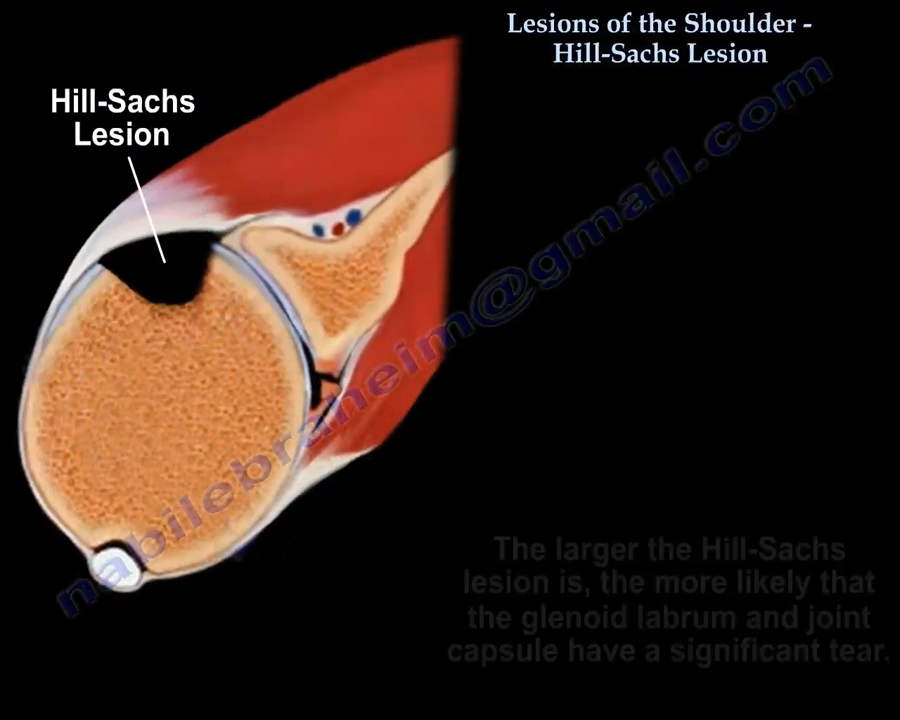 Lesions of the Shoulder -
Hill-Sachs Lesion
Hill-Sachs
Lesion
nabilebraheim@gmail.com
The larger the Hill-Sachs
lesion is, the more likely that
the glenoid labrum and joint
capsule have a significant tear.